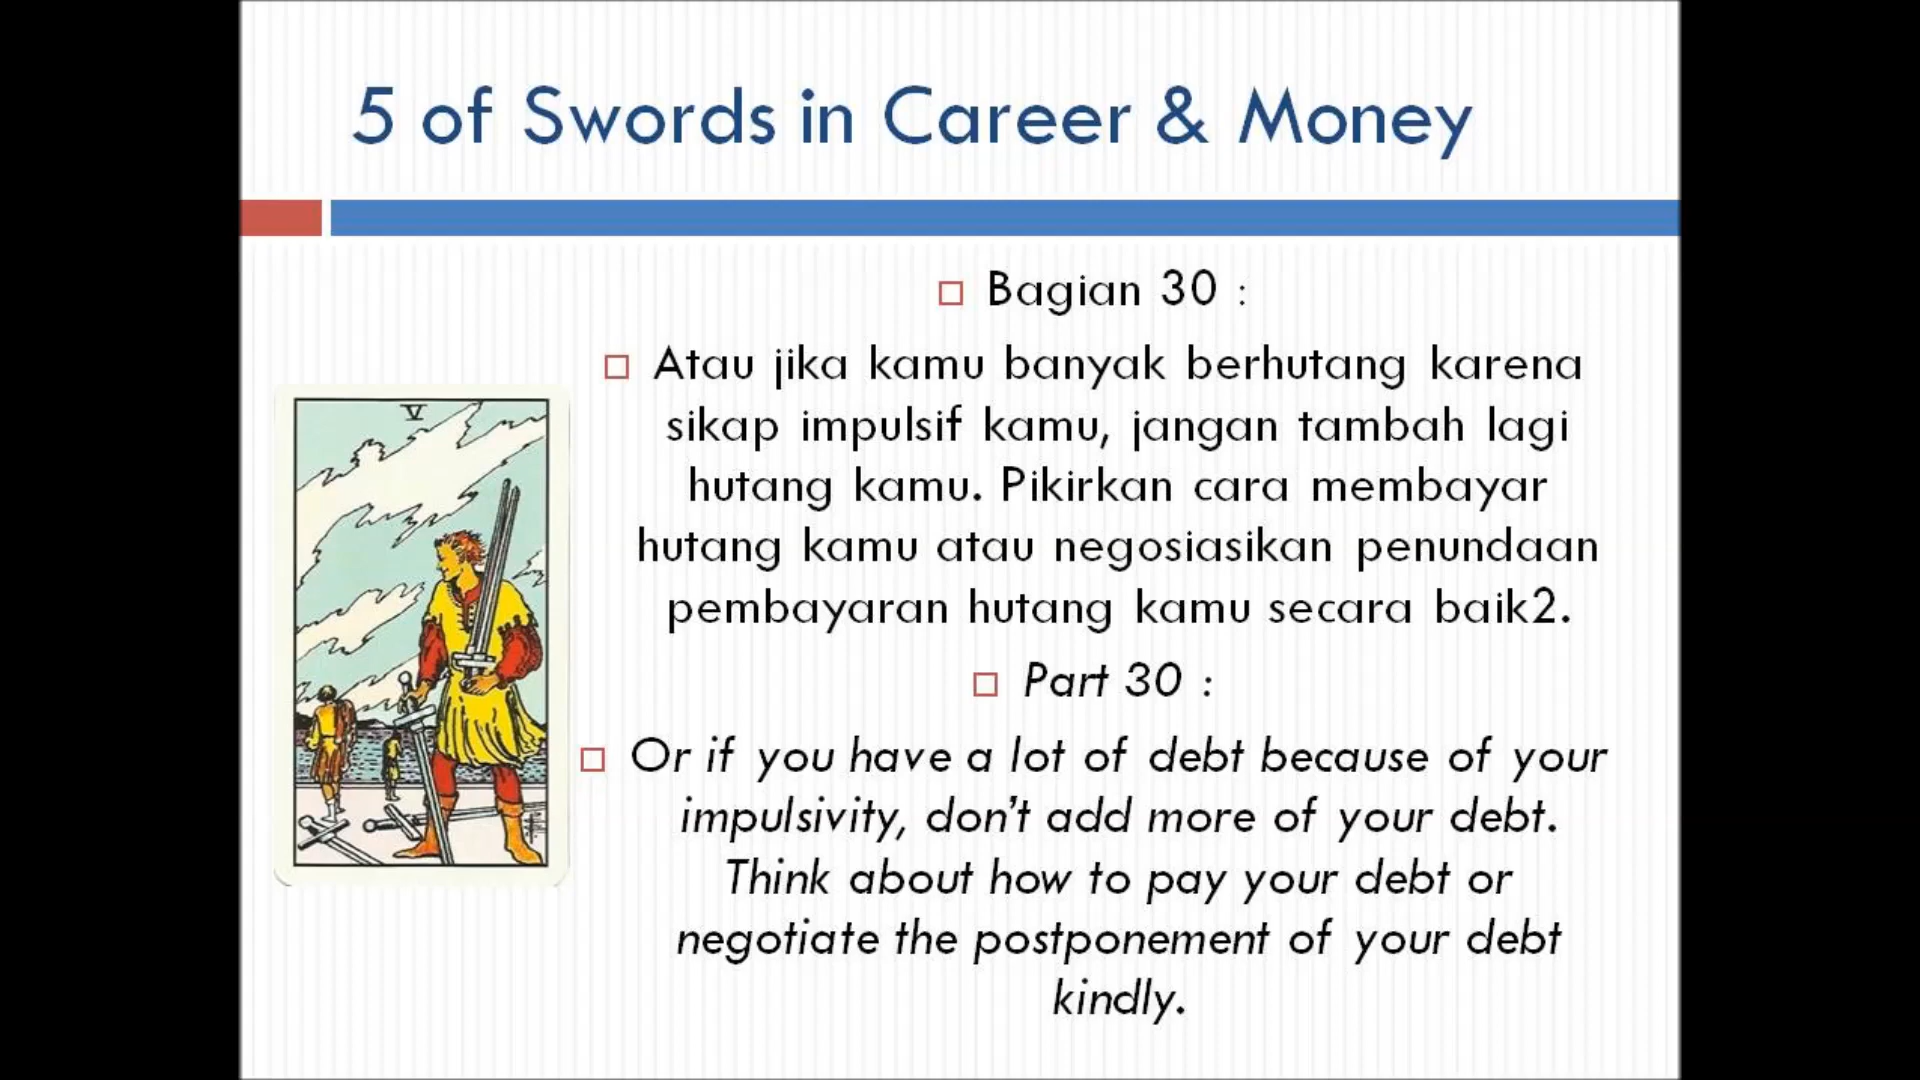 5 of Swords in Career & Money
Bagian 30 :
Atau jika kamu banyak berhutang karena
sikap impulsif kamu, jangan tambah lagi
hutang kamu. Pikirkan cara membayar
hutang kamu atau negosiasikan penundaan
pembayaran hutang kamu secara baik2.
Part 30 :
Or if you have a lot of debt because of your
impulsivity, don't add more of your debt.
Think about how to pay your debt or
negotiate the postponement of your debt
kindly.
V